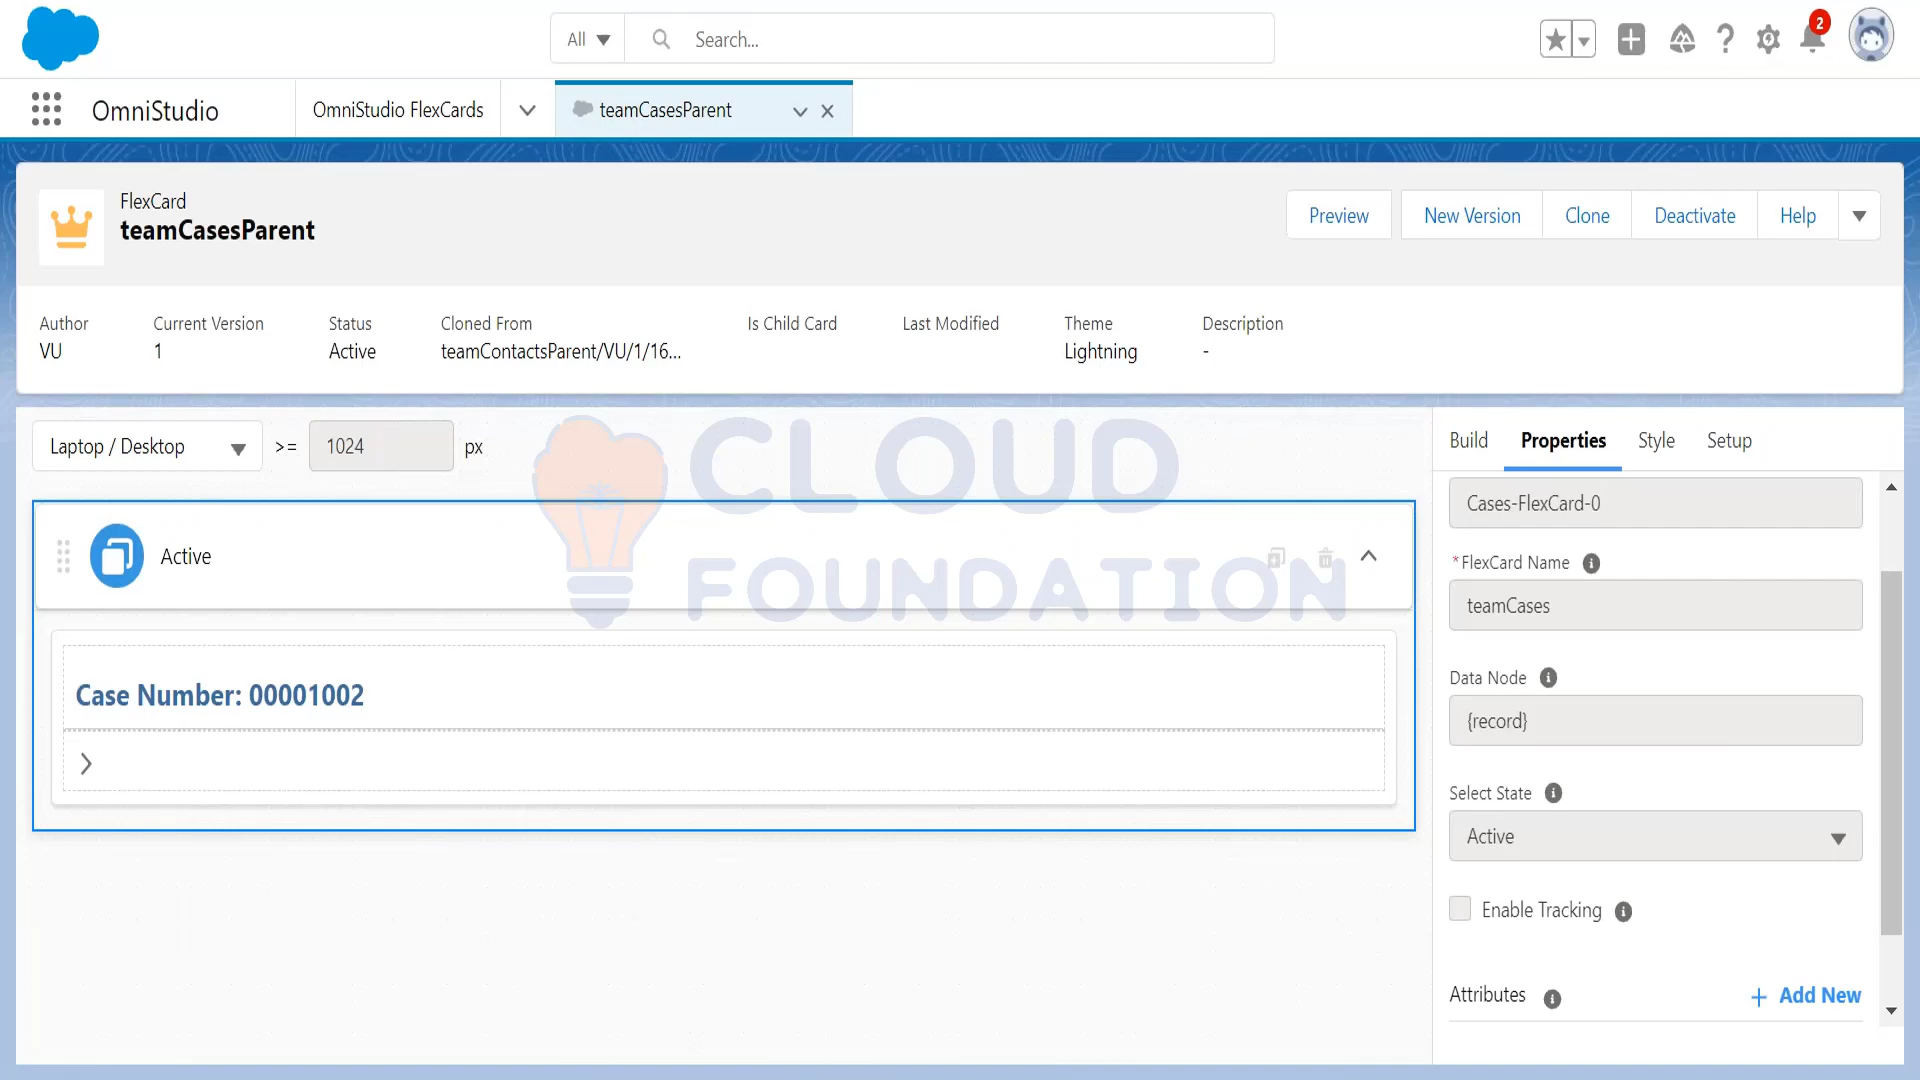 All
Search...
2
OmniStudio
OmniStudio FlexCards
teamCasesParent
FlexCard
teamCasesParent
Preview
New Version
Clone
Deactivate
Help
Author
VU
Current Version
1
Status
Active
Cloned From
teamContactsParent/VU/1/16...
Is Child Card
Last Modified
Theme
Lightning
Description
-
Laptop / Desktop
>=
1024
px
CLOUD
FOUNDATION
Active
Case Number: 00001002
Build
Properties
Style
Setup
Cases-FlexCard-0
*FlexCard Name
teamCases
Data Node
{record}
Select State
Active
Enable Tracking
Attributes
+ Add New